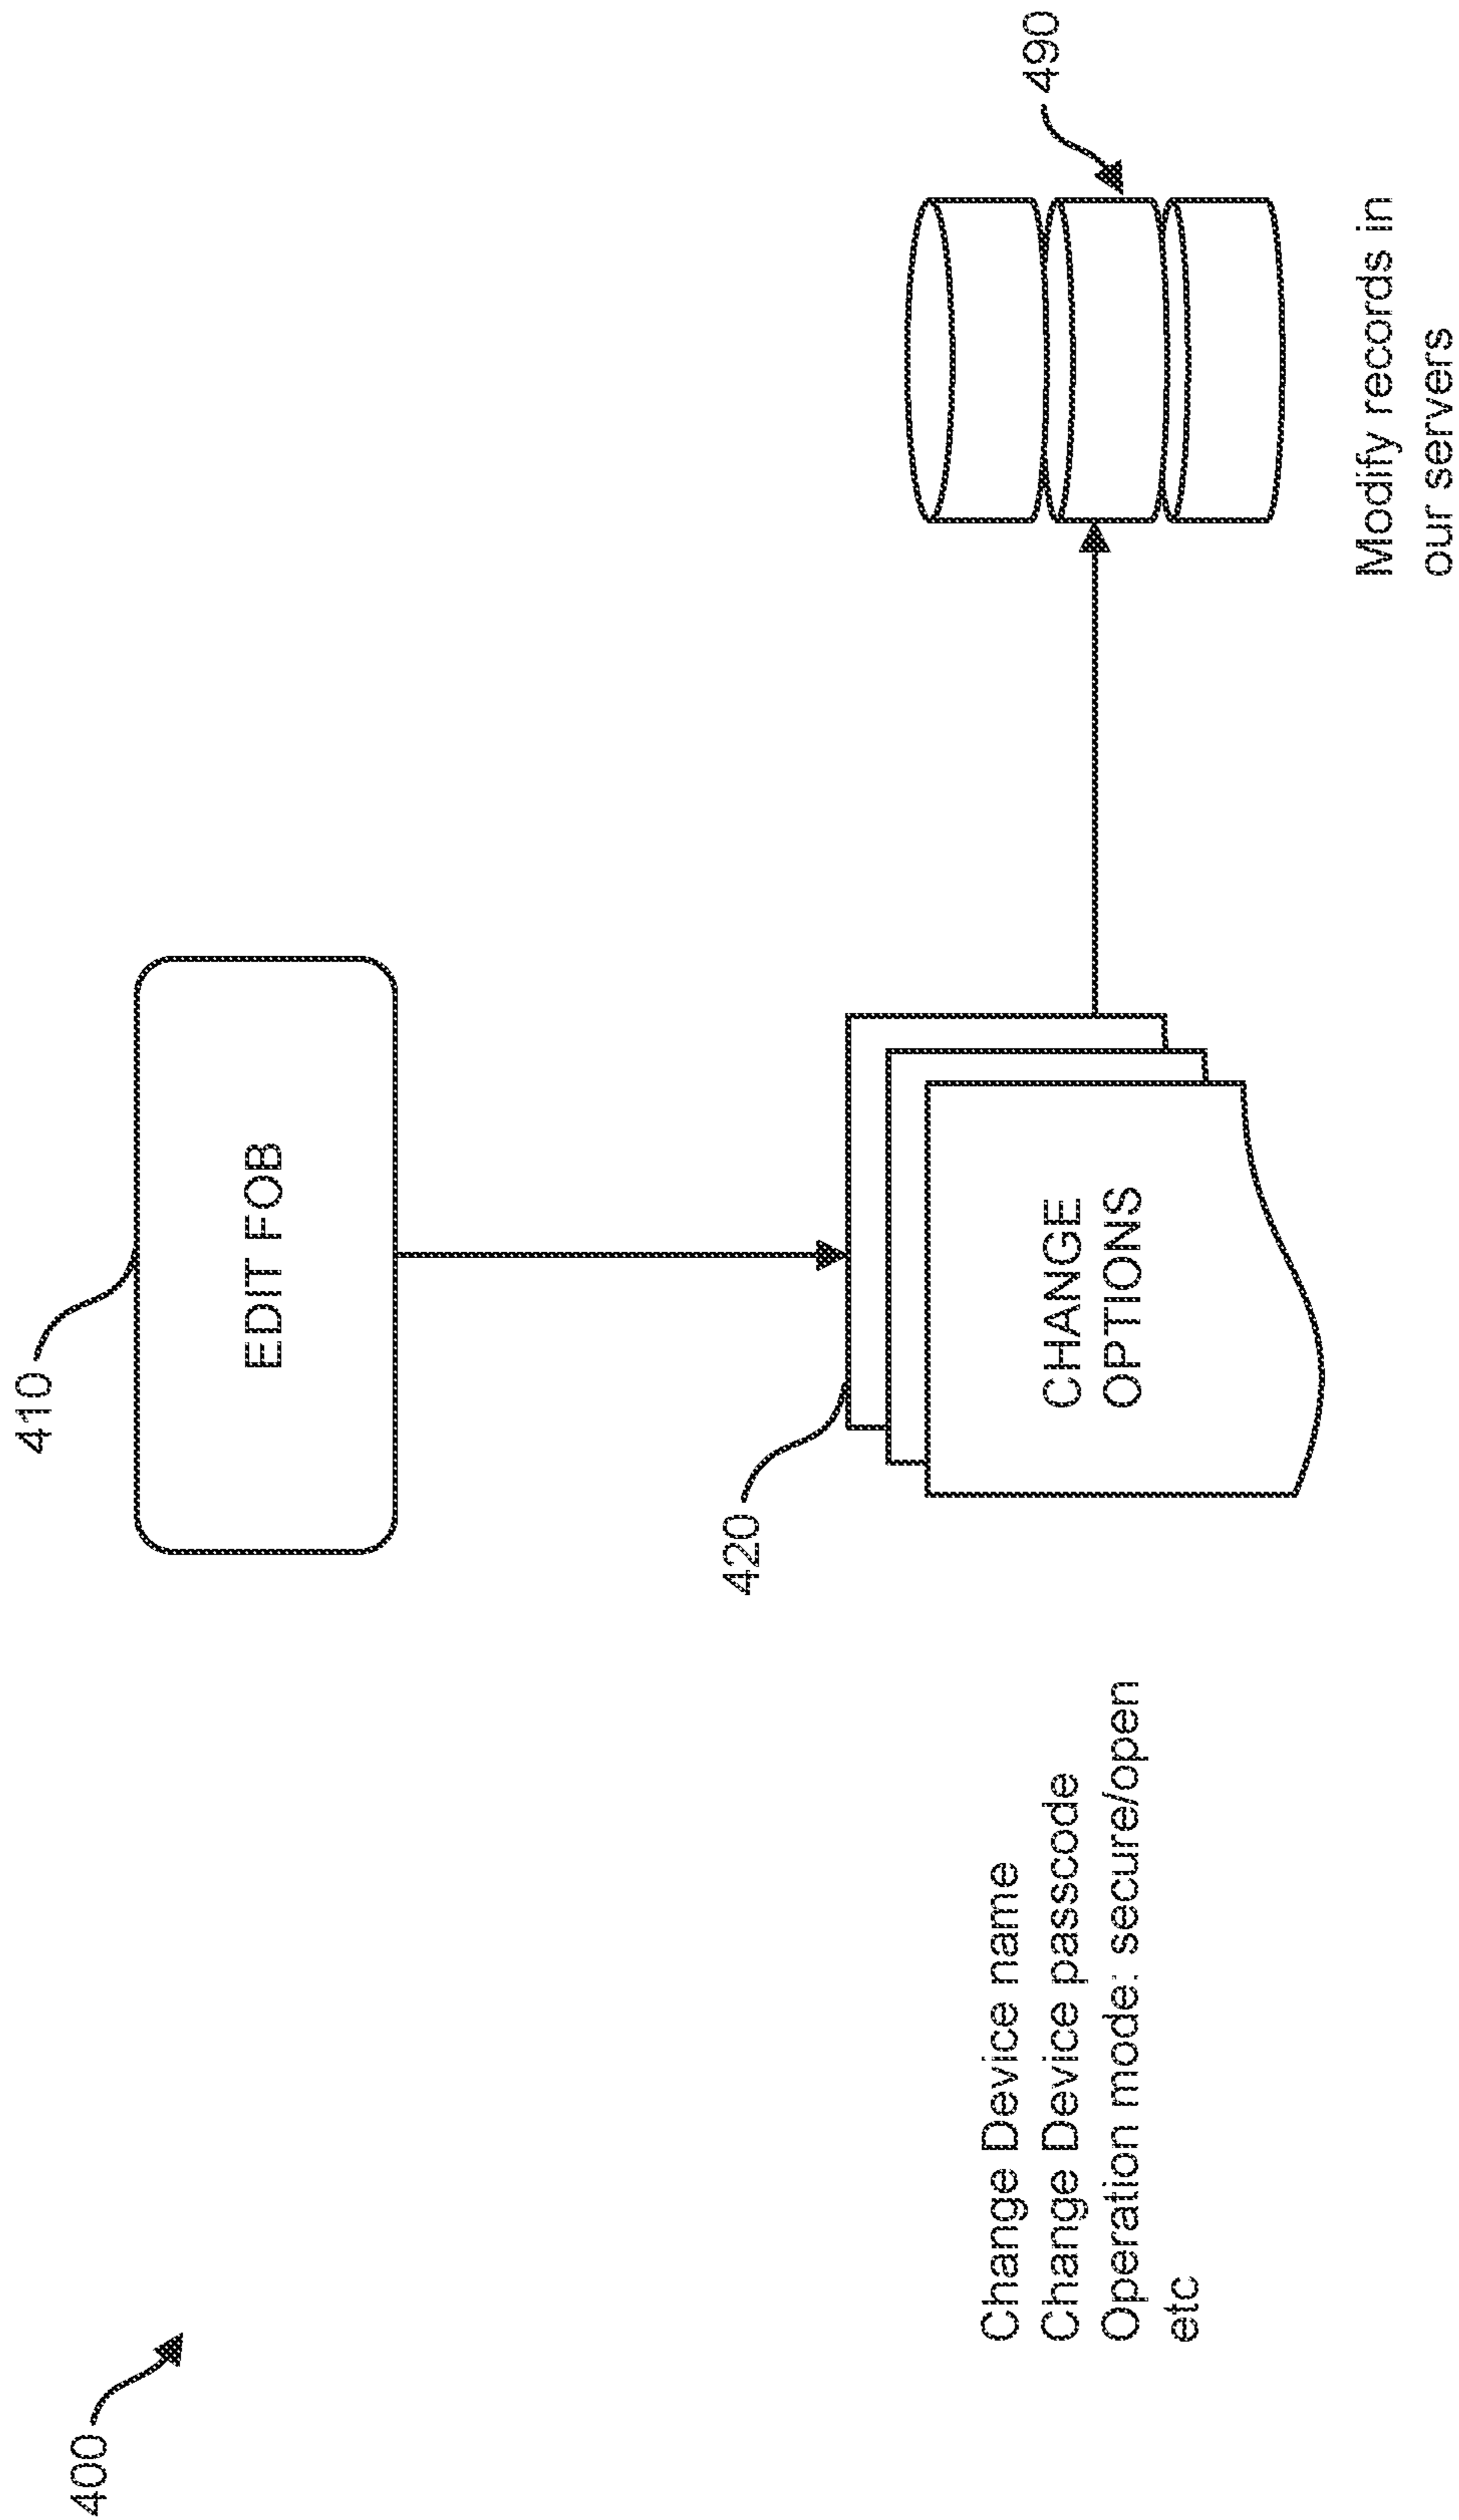 400
410
EDIT FOB
420
CHANGE
OPTIONS
Change Device name
Change Device passcode
Operation mode: secure/open
etc
490
Modify records in
our servers